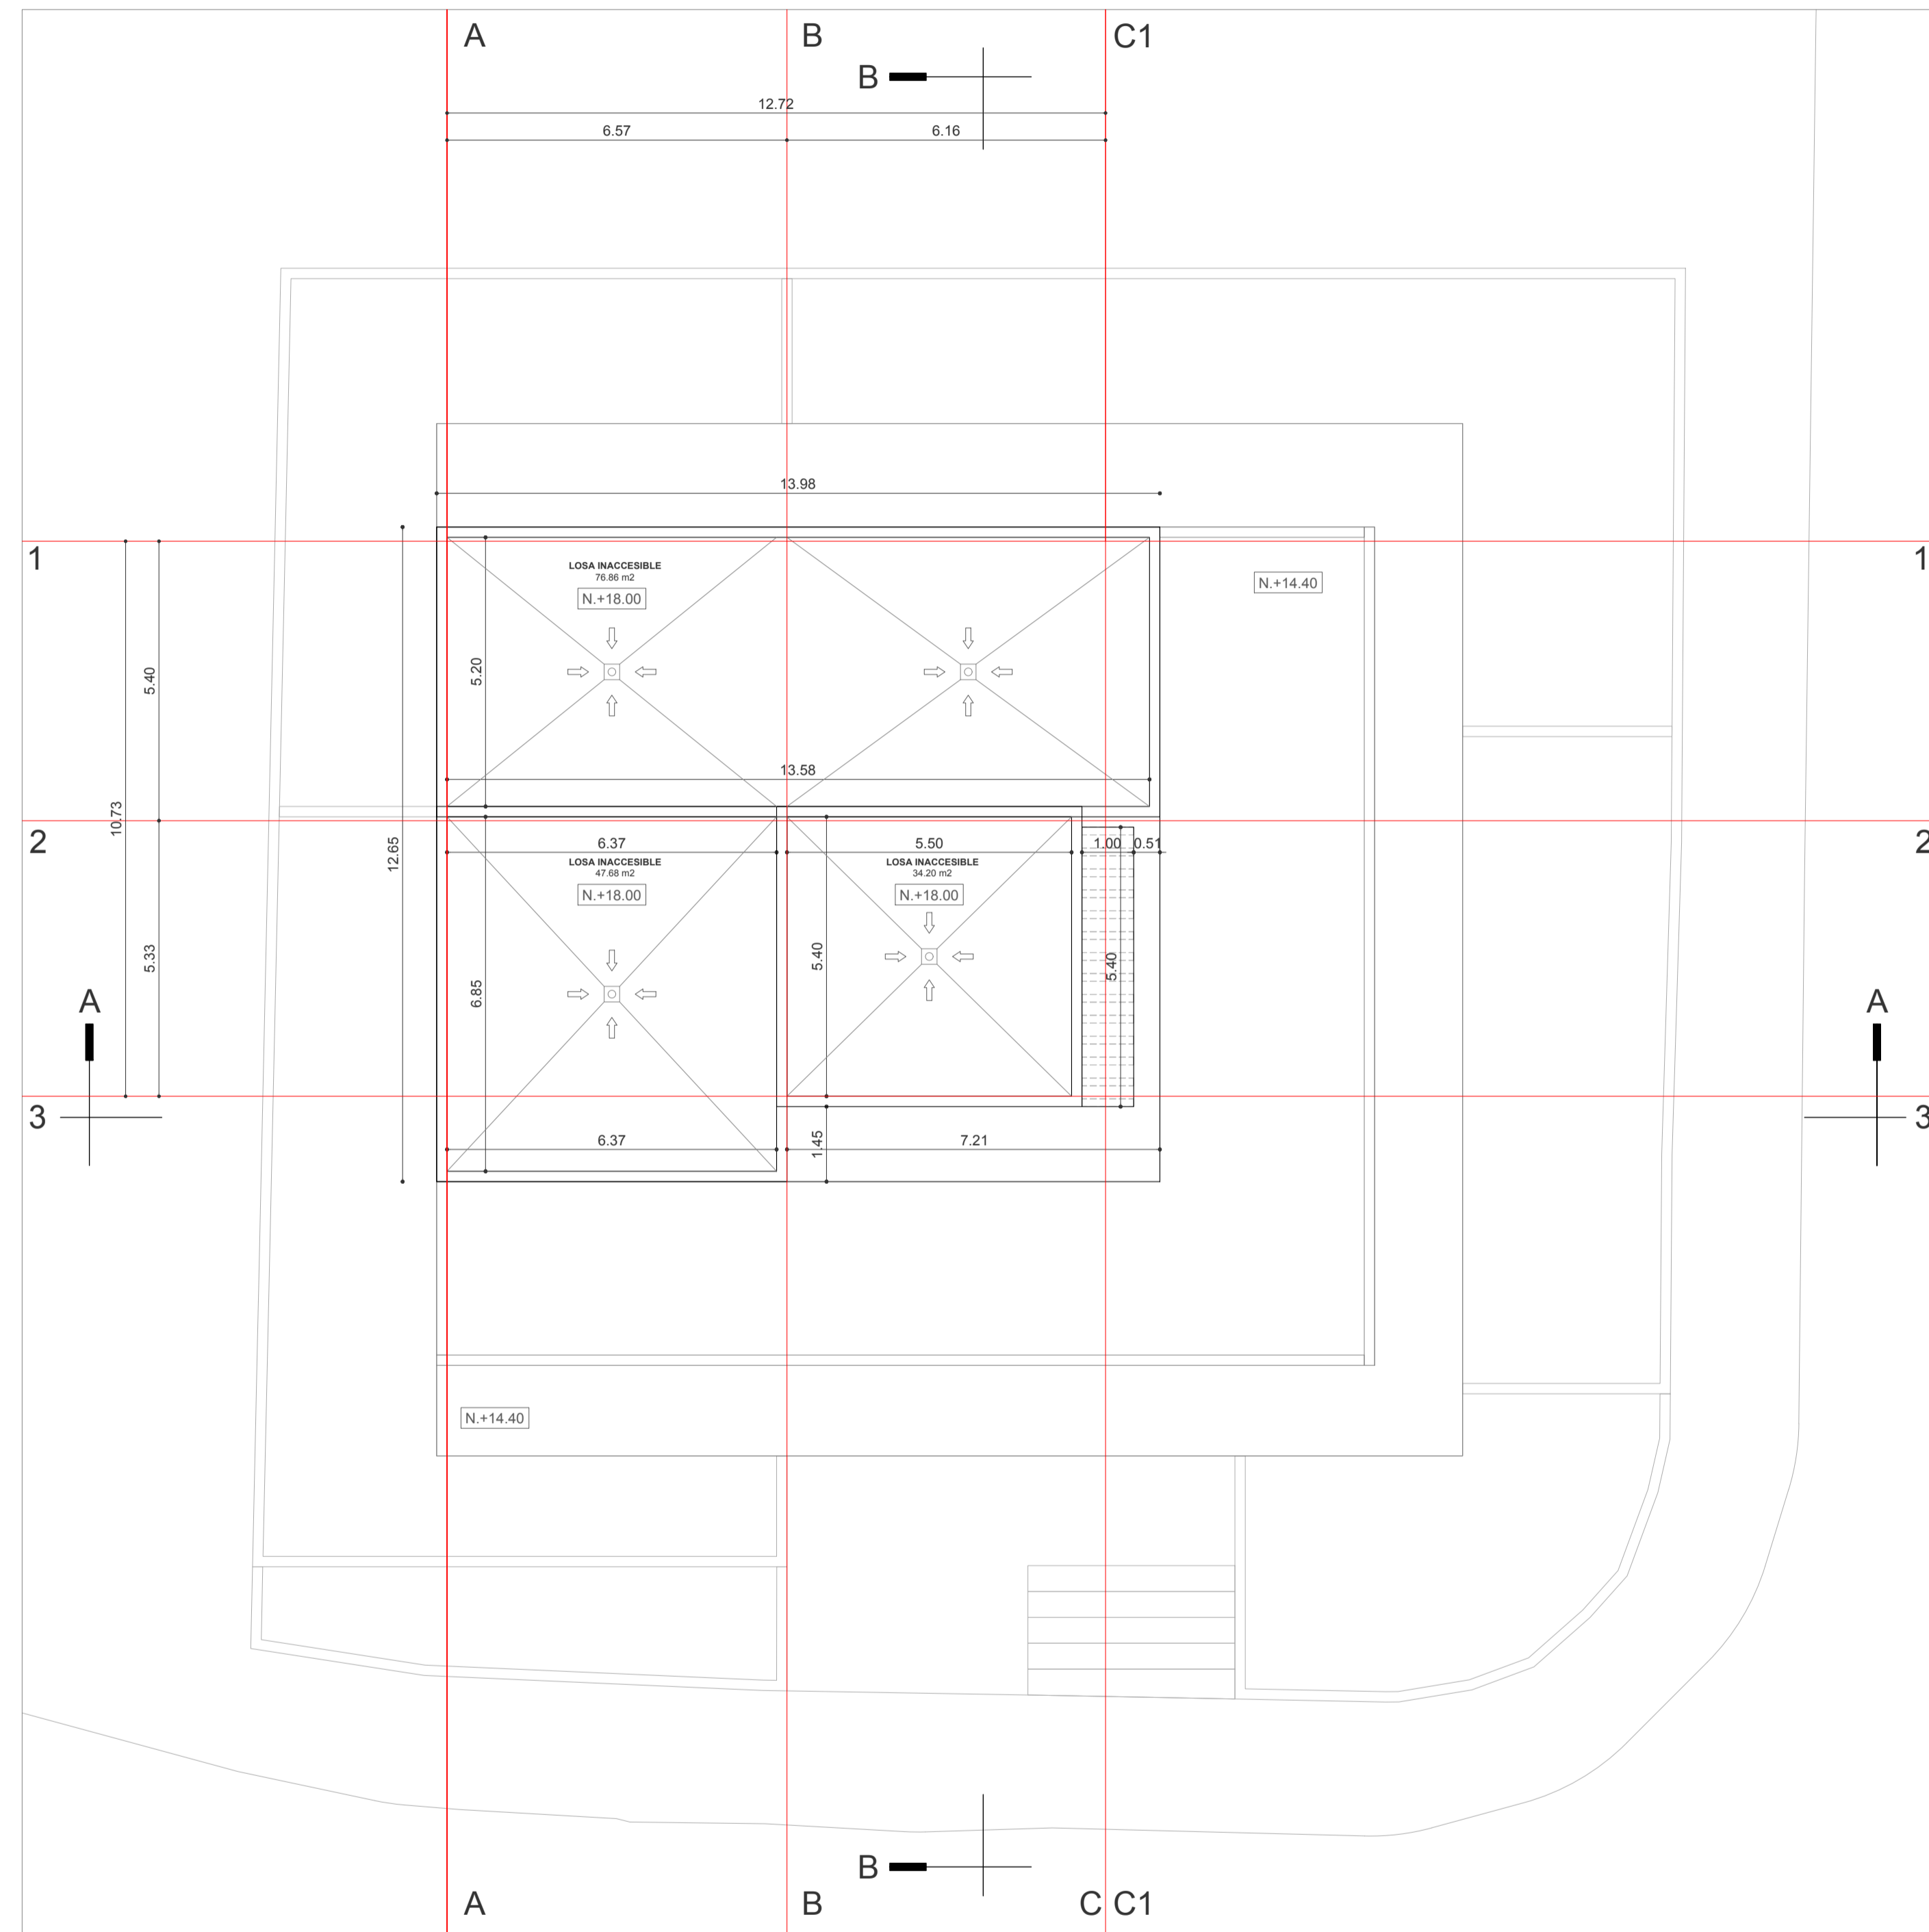 A B C1
B
12.72
6.57 6.16
13.98
1 1
LOSA INACCESIBLE
76.86 m2
N.+18.00
N.+14.40
5.40
5.20
13.58
10.73
12.65
2 2
6.37 5.50 1.00 0.51
LOSA INACCESIBLE
47.68 m2
N.+18.00
LOSA INACCESIBLE
34.20 m2
N.+18.00
5.33
6.85
5.40
5.40
A A
3 3
6.37
1.45
7.21
N.+14.40
B
A B C C1